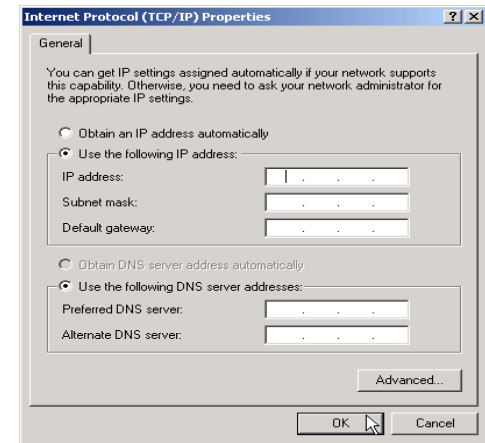 Internet Protocol (TCP/IP) Properties
General
You can get IP settings assigned automatically if your network supports
this capability. Otherwise, you need to ask your network administrator for
the appropriate IP settings.
Obtain an IP address automatically
Use the following IP address:
IP address:
Subnet mask:
Default gateway:
Obtain DNS server address automatically
Use the following DNS server addresses:
Preferred DNS server:
Alternate DNS server:
Advanced...
OK Cancel